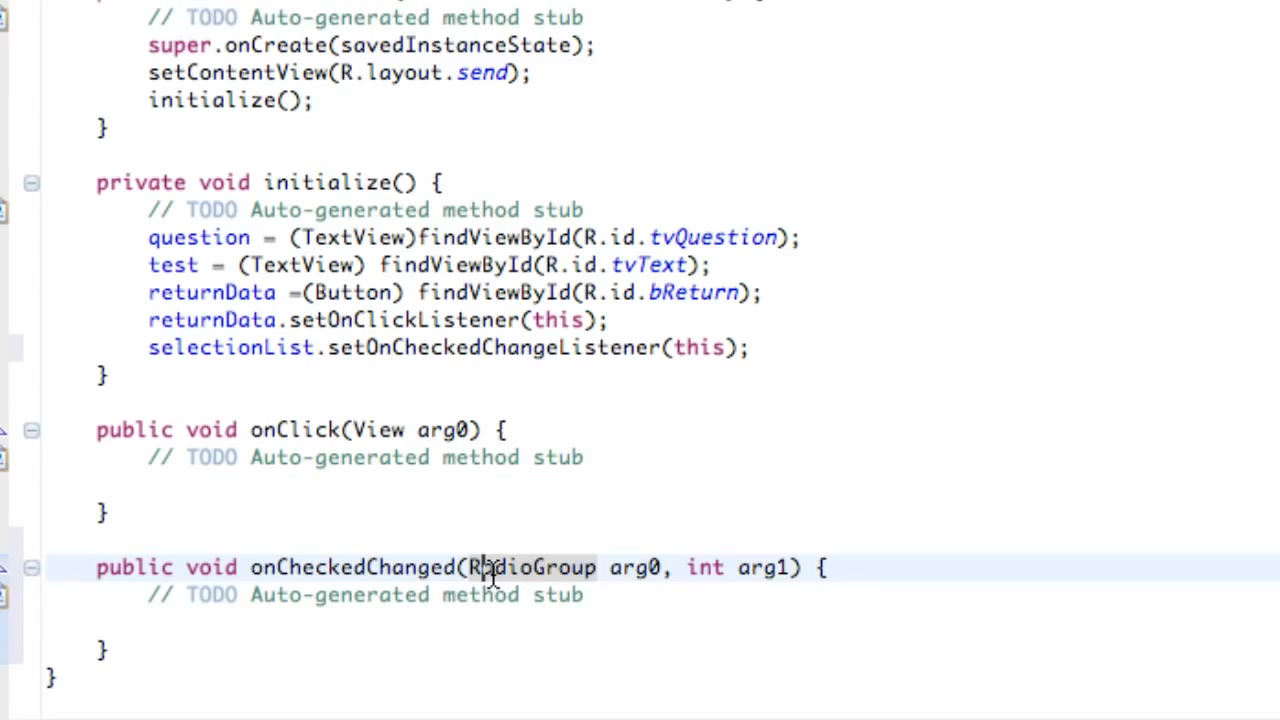 // TODO Auto-generated method stub
super.onCreate(savedInstanceState);
setContentView(R.layout.send);
initialize();
}
private void initialize() {
// TODO Auto-generated method stub
question = (TextView)findViewById(R.id.tvQuestion);
test = (TextView) findViewById(R.id.tvText);
returnData =(Button) findViewById(R.id.bReturn);
returnData.setOnClickListener(this);
selectionList.setOnCheckedChangeListener(this);
}
public void onClick(View arg0) {
// TODO Auto-generated method stub
}
public void onCheckedChanged(RadioGroup arg0, int arg1) {
// TODO Auto-generated method stub
}
}